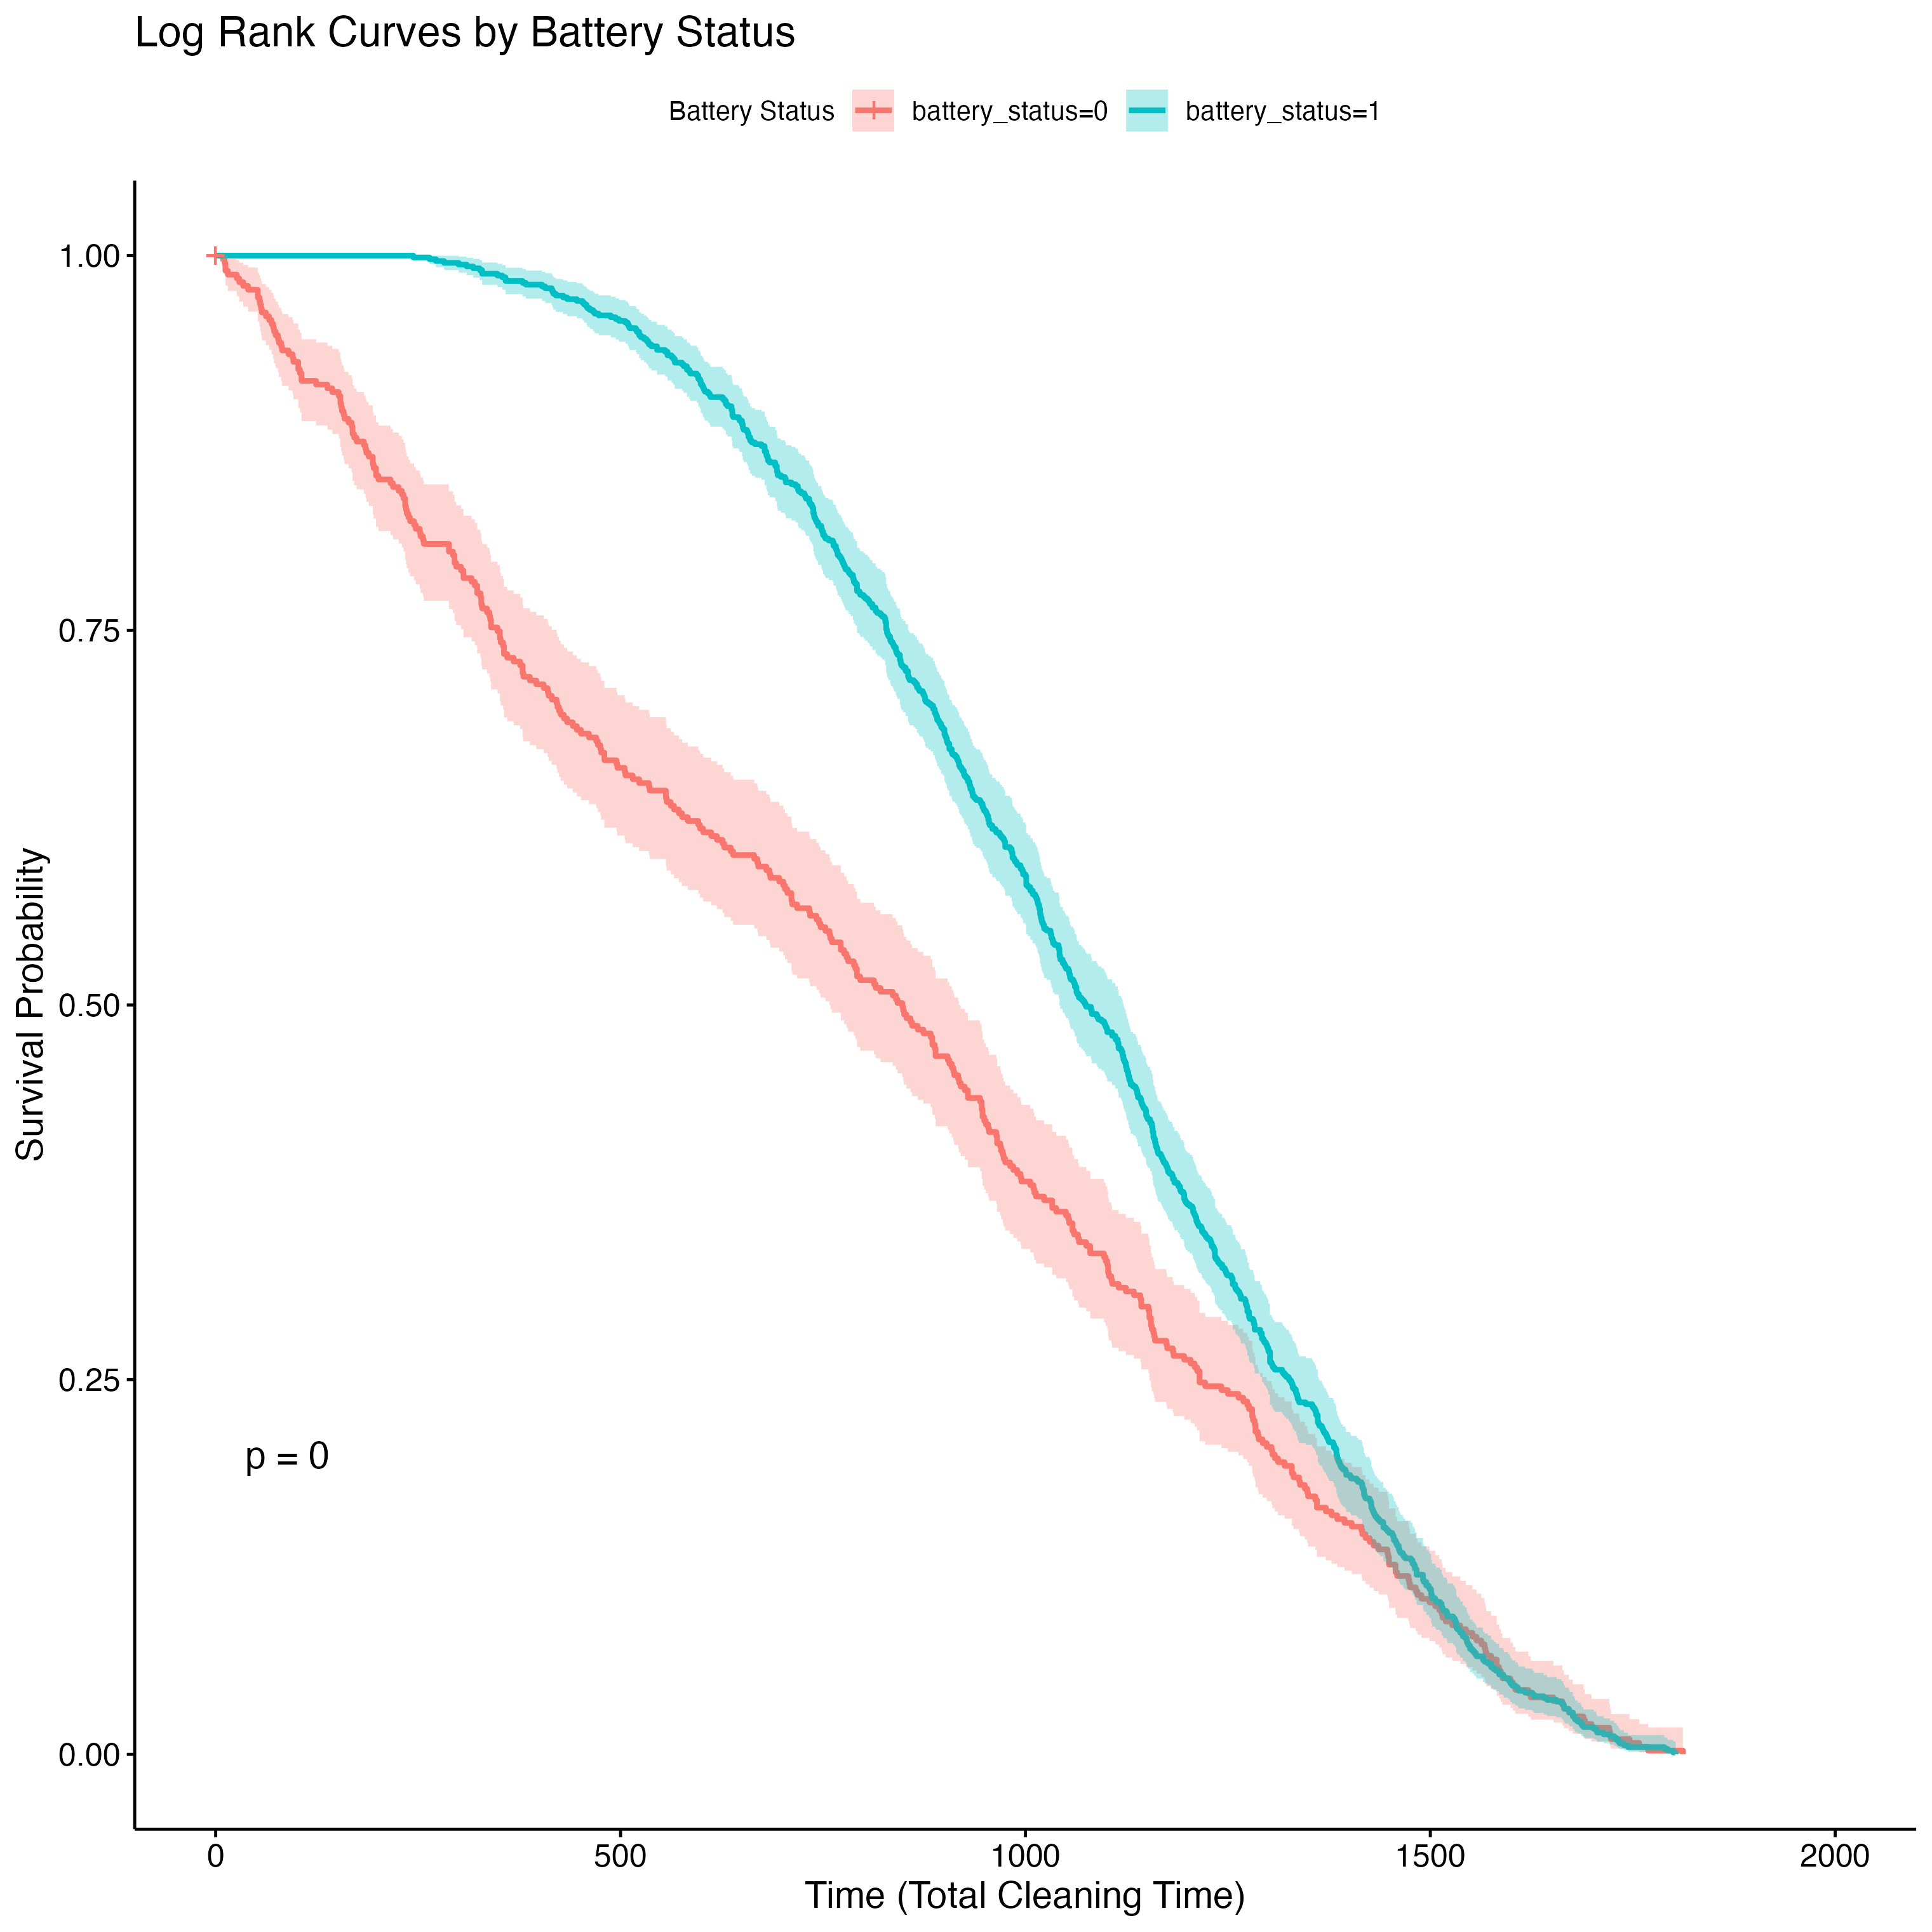 Log Rank Curves by Battery Status
Battery Status battery_status=0 battery_status=1
1.00
0.75
0.50
0.25
0.00
Survival Probability
p = 0
0 500 1000 1500 2000
Time (Total Cleaning Time)